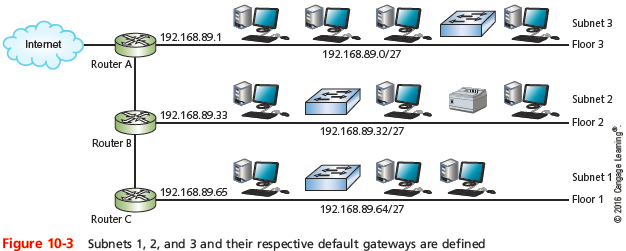 Internet
Router A
192.168.89.1
192.168.89.0/27
Subnet 3
Floor 3
Router B
192.168.89.33
192.168.89.32/27
Subnet 2
Floor 2
Router C
192.168.89.65
192.168.89.64/27
Subnet 1
Floor 1
© 2016 Cengage Learning®.
Figure 10-3 Subnets 1, 2, and 3 and their respective default gateways are defined